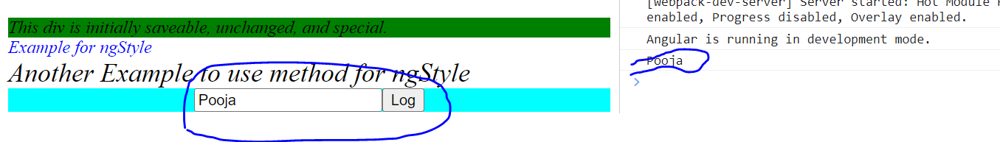 This div is initially saveable, unchanged, and special.
Example for ngStyle
Another Example to use method for ngStyle
Pooja Log
[webpack-dev-server] Server started: Hot Module
enabled, Progress disabled, Overlay enabled.
Angular is running in development mode.
Pooja
>